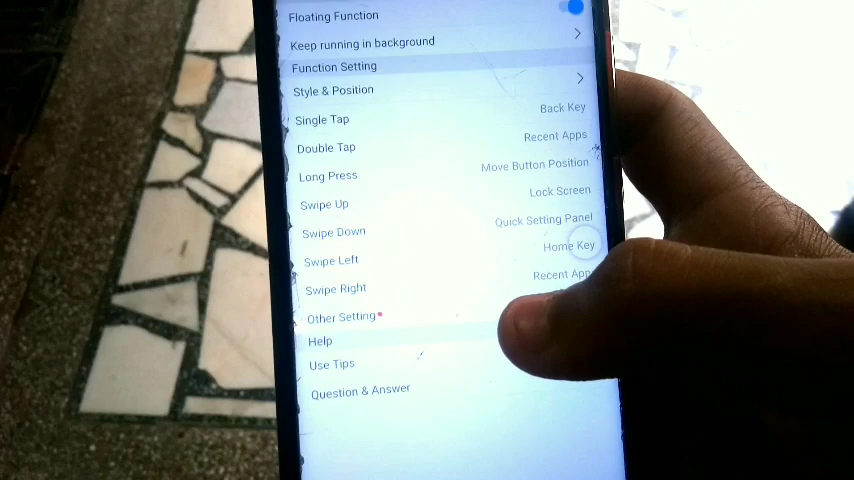 Floating Function
Keep running in background
Function Setting
Style & Position
Single Tap Back Key
Double Tap Recent Apps
Long Press Move Button Position
Swipe Up Lock Screen
Swipe Down Quick Setting Panel
Swipe Left Home Key
Swipe Right Recent App
Other Setting
Help
Use Tips
Question & Answer